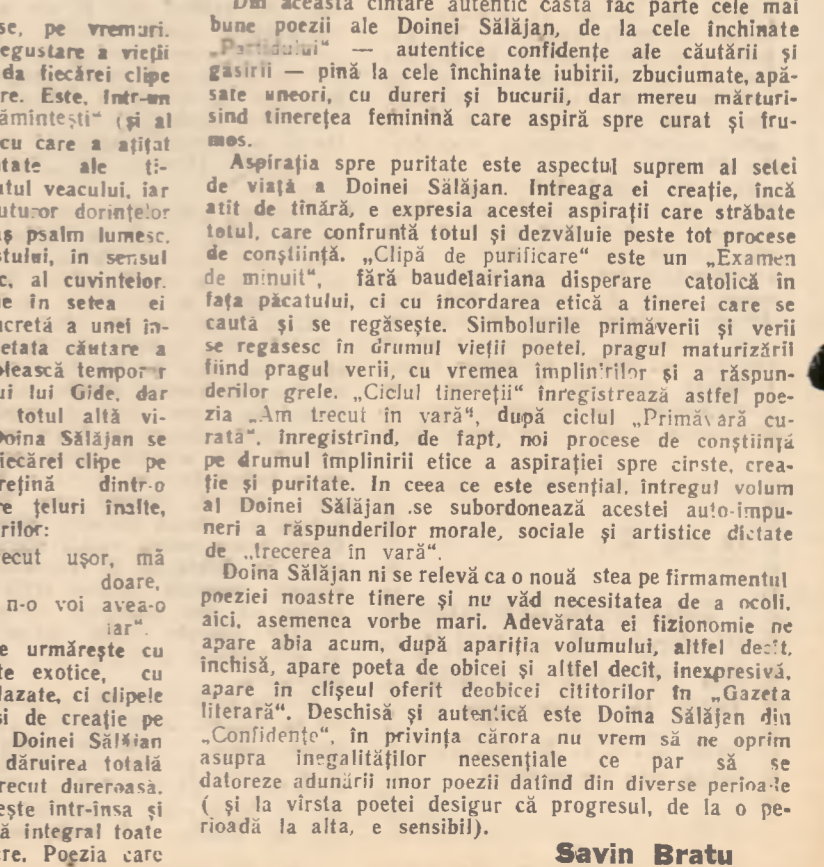 se, pe vremuri.
egustare a vieții
da fiecărei clipe
re. Este, într-un
ămîntești“ (și al
cu care a ațîțat
tate ale ti-
tul veacului, iar
uturor dorințelor
aș psalm lumesc.
stului, în sensul
c, al cuvintelor.
ie în setea ei
ncretă a unei în-
etata căutare a
olească tempor r
ui lui Gide, dar
totul altă vi-
Doina Sălăjan se
iecărei clipe pe
rețină dintr-o
re țeluri înalte,
rilor:
ecut ușor, mă
doare,
n-o voi avea-o
iar“.
e urmărește cu
te exotice, cu
lazate, ci clipele
și de creație pe
Doinei Sălăjan
dăruirea totală
recut dureroasă.
ește într-însa și
ă integral toate
re. Poezia care
Din această cîntare autentic castă fac parte cele mai
bune poezii ale Doinei Sălăjan, de la cele închinate
„Partidului“ — autentice confidențe ale căutării și
găsirii — pînă la cele închinate iubirii, zbuciumate, apă-
sate uneori, cu dureri și bucurii, dar mereu mărturi-
sind tinerețea feminină care aspiră spre curat și fru-
mos.
Aspirația spre puritate este aspectul suprem al setei
de viață a Doinei Sălăjan. Întreaga ei creație, încă
atît de tînără, e expresia acestei aspirații care străbate
totul, care confruntă totul și dezvăluie peste tot procese
de conștiință. „Clipă de purificare“ este un „Examen
de minuit“, fără baudelairiana disperare catolică în
fața păcatului, ci cu încordarea etică a tinerei care se
caută și se regăsește. Simbolurile primăverii și verii
se regăsesc în drumul vieții poetei, pragul maturizării
fiind pragul verii, cu vremea împlinirilor și a răspun-
derilor grele. „Ciclul tinereții“ înregistrează astfel poe-
zia „Am trecut în vară“, după ciclul „Primăvară cu-
rată“, înregistrînd, de fapt, noi procese de conștiință
pe drumul împlinirii etice a aspirației spre cinste, crea-
ție și puritate. În ceea ce este esențial, întregul volum
al Doinei Sălăjan se subordonează acestei auto-impu-
neri a răspunderilor morale, sociale și artistice dictate
de „trecerea în vară“.
Doina Sălăjan ni se relevă ca o nouă stea pe firmamentul
poeziei noastre tinere și nu văd necesitatea de a ocoli,
aici, asemenea vorbe mari. Adevărata ei fizionomie ne
apare abia acum, după apariția volumului, altfel decît,
închisă, apare poeta de obicei și altfel decît, inexpresivă,
apare în clișeul oferit deobicei cititorilor în „Gazeta
literară“. Deschisă și autentică este Doina Sălăjan din
„Confidențe“, în privința cărora nu vrem să ne oprim
asupra inegalităților neesențiale ce par să se
datoreze adunării unor poezii datînd din diverse perioade
( și la vîrsta poetei desigur că progresul, de la o pe-
rioadă la alta, e sensibil).
Savin Bratu